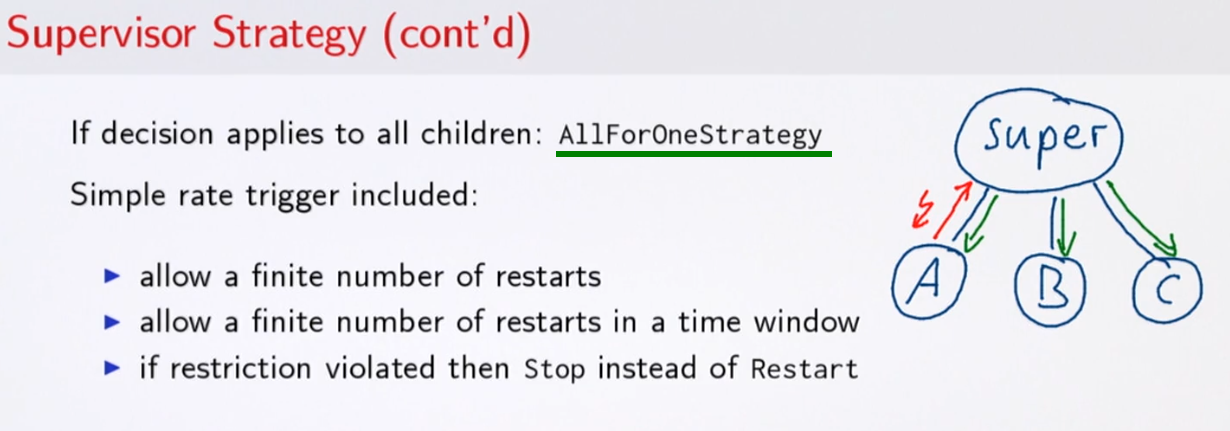 Supervisor Strategy (cont'd)
If decision applies to all children: AllForOneStrategy
Simple rate trigger included:
allow a finite number of restarts
allow a finite number of restarts in a time window
if restriction violated then Stop instead of Restart
super
A
B
C